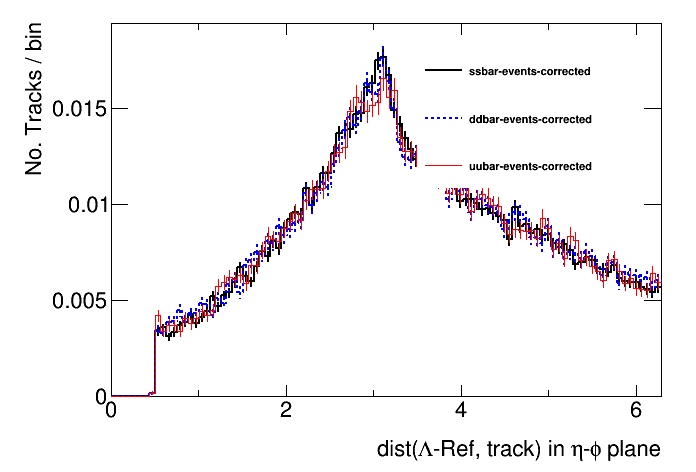 No. Tracks / bin
0.015
0.01
0.005
0
0
2
4
6
ssbar-events-corrected
ddbar-events-corrected
uubar-events-corrected
dist(Λ-Ref, track) in η-ϕ plane